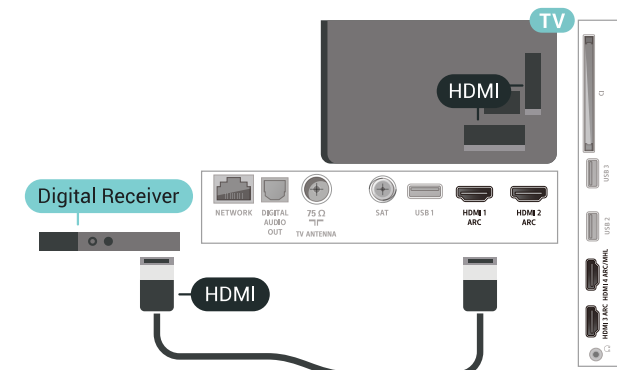 TV
HDMI
Digital Receiver
NETWORK
DIGITAL
AUDIO
OUT
75 Ω
TV ANTENNA
SAT
USB 1
HDMI 1
ARC
HDMI 2
ARC
HDMI
USB 3
USB 2
HDMI 4 ARC/MHL
HDMI 3 ARC